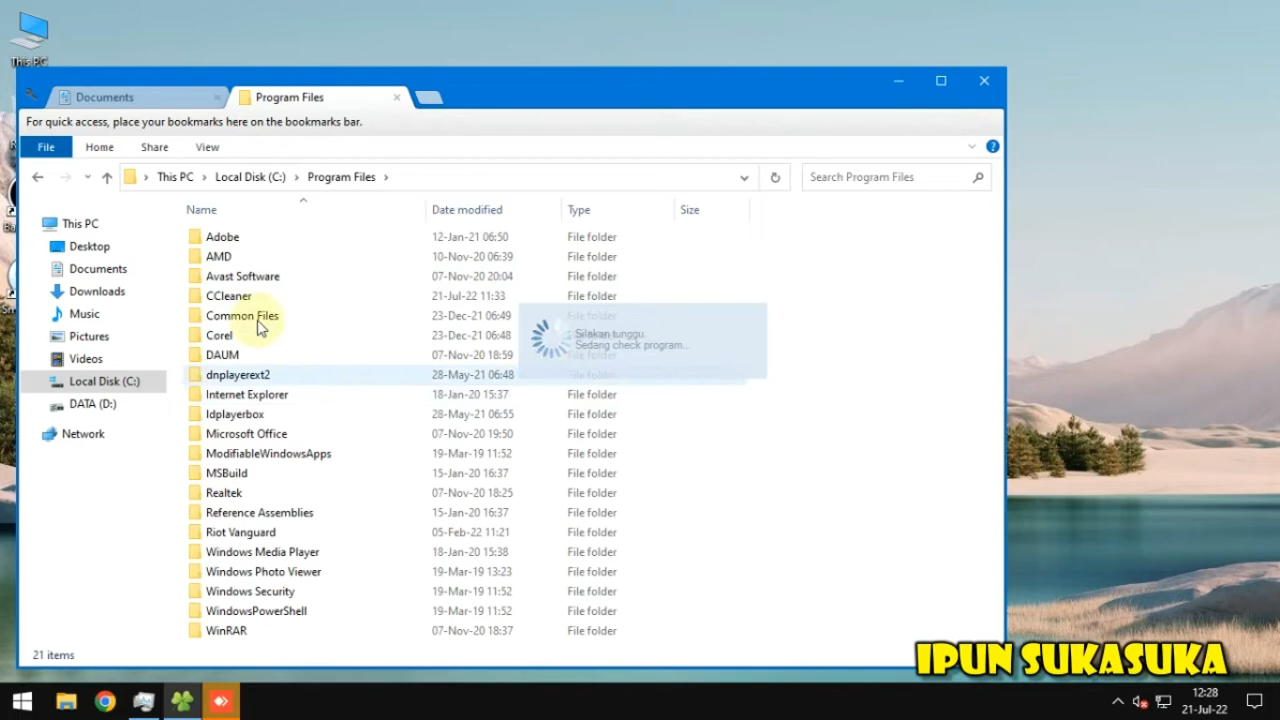 This PC
Documents
Program Files
For quick access, place your bookmarks here on the bookmarks bar.
File Home Share View
This PC Local Disk (C:) Program Files
Search Program Files
Name Date modified Type Size
This PC
Desktop
Documents
Downloads
Music
Pictures
Videos
Local Disk (C:)
DATA (D:)
Network
Adobe 12-Jan-21 06:50 File folder
AMD 10-Nov-20 06:39 File folder
Avast Software 07-Nov-20 20:04 File folder
CCleaner 21-Jul-22 11:33 File folder
Common Files 23-Dec-21 06:49 File folder
Corel 23-Dec-21 06:48 File folder
DAUM 07-Nov-20 18:59 File folder
dnplayerext2 28-May-21 06:48 File folder
Internet Explorer 18-Jan-20 15:37 File folder
ldplayerbox 28-May-21 06:55 File folder
Microsoft Office 07-Nov-20 19:50 File folder
ModifiableWindowsApps 19-Mar-19 11:52 File folder
MSBuild 15-Jan-20 16:37 File folder
Realtek 07-Nov-20 18:25 File folder
Reference Assemblies 15-Jan-20 16:37 File folder
Riot Vanguard 05-Feb-22 11:21 File folder
Windows Media Player 18-Jan-20 15:38 File folder
Windows Photo Viewer 19-Mar-19 13:23 File folder
Windows Security 19-Mar-19 11:52 File folder
WindowsPowerShell 19-Mar-19 11:52 File folder
WinRAR 07-Nov-20 18:37 File folder
Silakan tunggu.
Sedang check program...
21 items
IPUN SUKASUKA
12:28
21-Jul-22